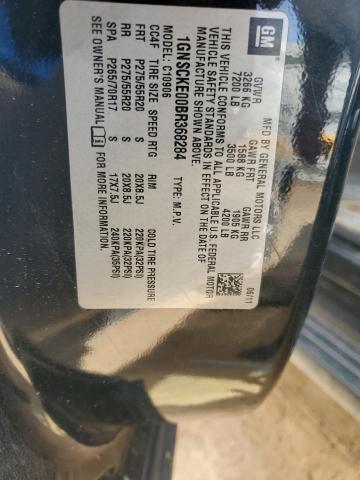 GM
MFD BY GENERAL MOTORS LLC
06/11
GVWR GAWR FRT GAWR RR
3266 KG 1588 KG 1905 KG
7200 LB 3500 LB 4200 LB
THIS VEHICLE CONFORMS TO ALL APPLICABLE U.S. FEDERAL MOTOR
VEHICLE SAFETY STANDARDS IN EFFECT ON THE DATE OF
MANUFACTURE SHOWN ABOVE.
1GNSCKED0BR368284 TYPE: M.P.V.
MODEL: C10906
CC4F TIRE SIZE SPEED RTG RIM COLD TIRE PRESSURE
FRT P275/55R20 S 20X8.5J 220KPA(32PSI)
RR P275/55R20 S 20X8.5J 220KPA(32PSI)
SPA P265/70R17 S 17X7.5J 240KPA(35PSI)
SEE OWNER'S MANUAL i FOR MORE INFORMATION.